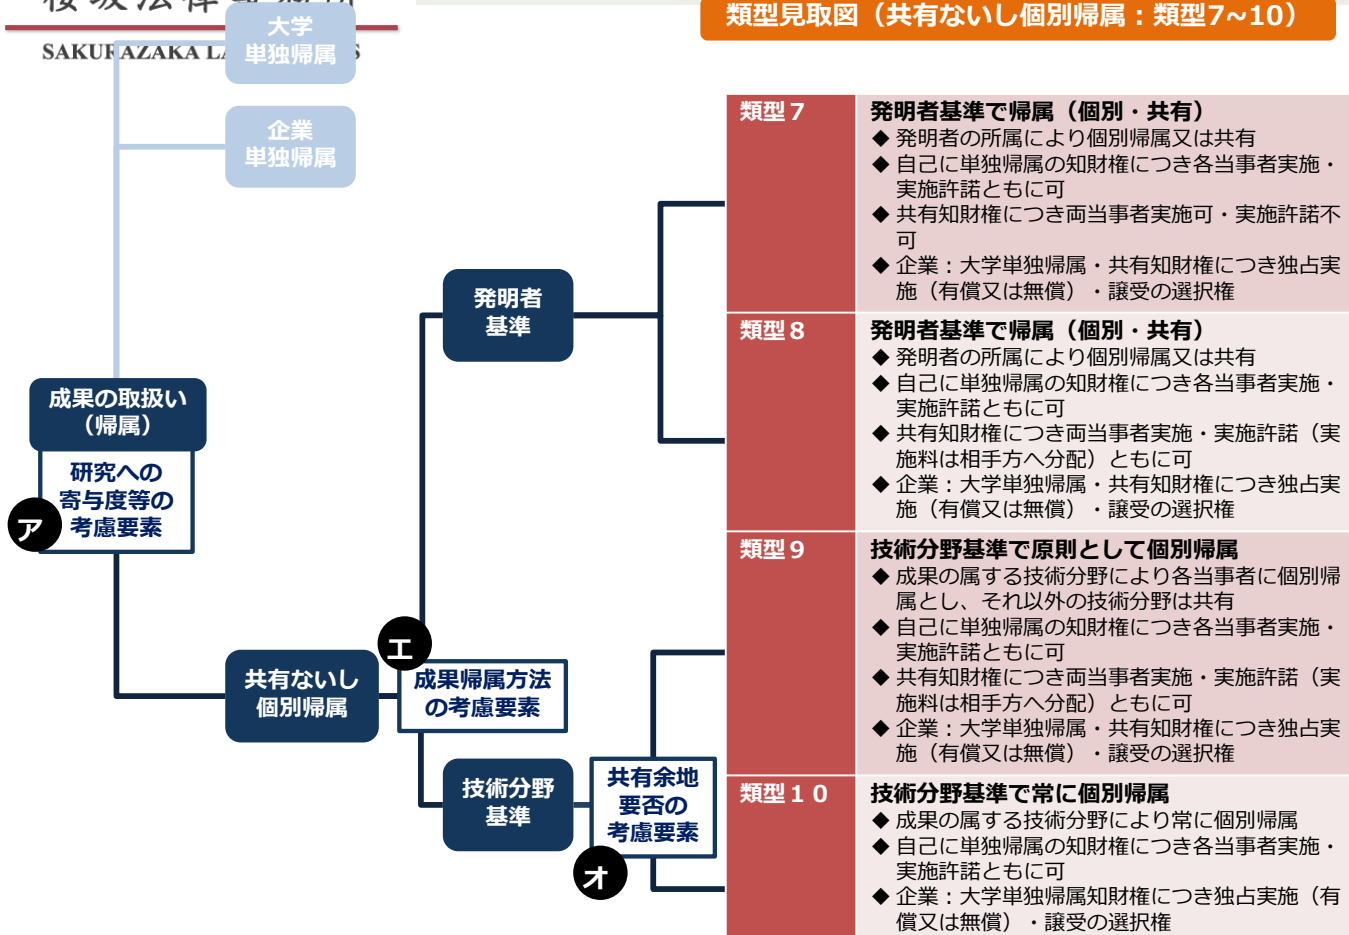 類型見取図（共有ないし個別帰属：類型7~10）
大学
単独帰属
企業
単独帰属
成果の取扱い
（帰属）
研究への
寄与度等の
考慮要素
ア
共有ないし
個別帰属
エ
成果帰属方法
の考慮要素
発明者
基準
技術分野
基準
共有余地
要否の
考慮要素
オ
類型７
発明者基準で帰属（個別・共有）
◆ 発明者の所属により個別帰属又は共有
◆ 自己に単独帰属の知財権につき各当事者実施・
実施許諾ともに可
◆ 共有知財権につき両当事者実施可・実施許諾不
可
◆ 企業：大学単独帰属・共有知財権につき独占実
施（有償又は無償）・譲受の選択権
類型８
発明者基準で帰属（個別・共有）
◆ 発明者の所属により個別帰属又は共有
◆ 自己に単独帰属の知財権につき各当事者実施・
実施許諾ともに可
◆ 共有知財権につき両当事者実施・実施許諾（実
施料は相手方へ分配）ともに可
◆ 企業：大学単独帰属・共有知財権につき独占実
施（有償又は無償）・譲受の選択権
類型９
技術分野基準で原則として個別帰属
◆ 成果の属する技術分野により各当事者に個別帰
属とし、それ以外の技術分野は共有
◆ 自己に単独帰属の知財権につき各当事者実施・
実施許諾ともに可
◆ 共有知財権につき両当事者実施・実施許諾（実
施料は相手方へ分配）ともに可
◆ 企業：大学単独帰属・共有知財権につき独占実
施（有償又は無償）・譲受の選択権
類型１０
技術分野基準で常に個別帰属
◆ 成果の属する技術分野により常に個別帰属
◆ 自己に単独帰属の知財権につき各当事者実施・
実施許諾ともに可
◆ 企業：大学単独帰属知財権につき独占実施（有
償又は無償）・譲受の選択権